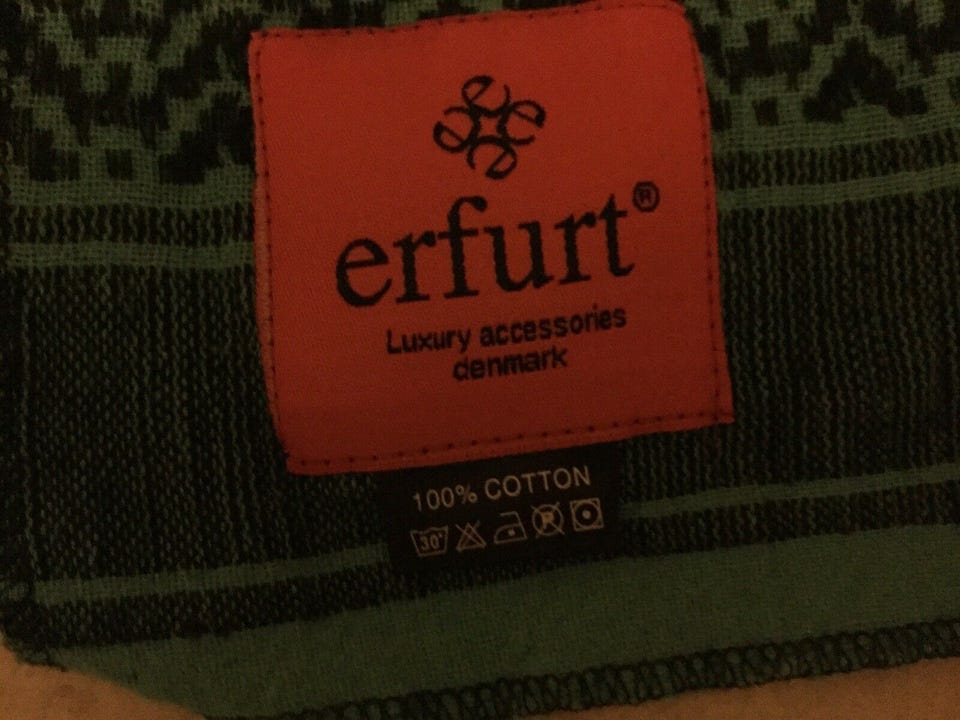 erfurt®
Luxury accessories
denmark
100% COTTON
30°